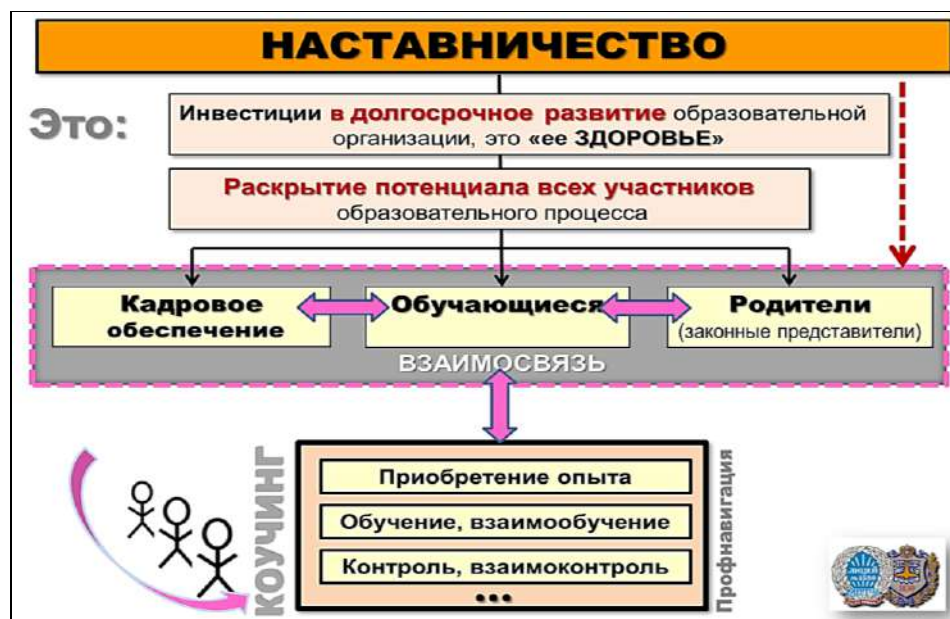 НАСТАВНИЧЕСТВО
Это:
Инвестиции в долгосрочное развитие образовательной
организации, это «ее ЗДОРОВЬЕ»
Раскрытие потенциала всех участников
образовательного процесса
Кадровое
обеспечение
Обучающиеся
Родители
(законные представители)
ВЗАИМОСВЯЗЬ
КОУЧИНГ
Приобретение опыта
Обучение, взаимообучение
Контроль, взаимоконтроль
...
Профнавигация